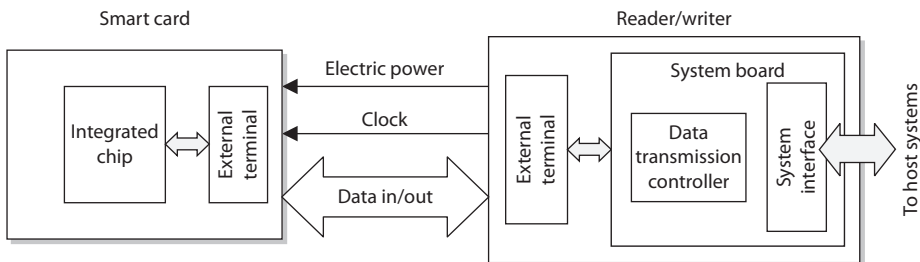 Smart card
Reader/writer
Electric power
Clock
Data in/out
Integrated
chip
External
terminal
External
terminal
System board
Data
transmission
controller
System
interface
To host systems